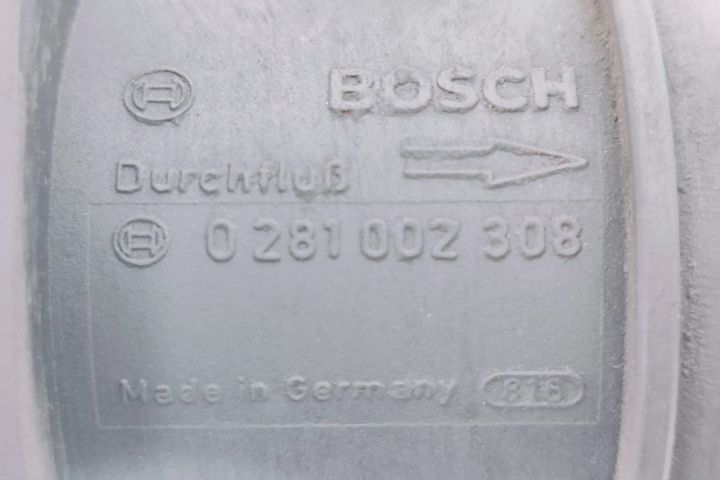 BOSCH
Durchfluß
0 281 002 308
Made in Germany 818